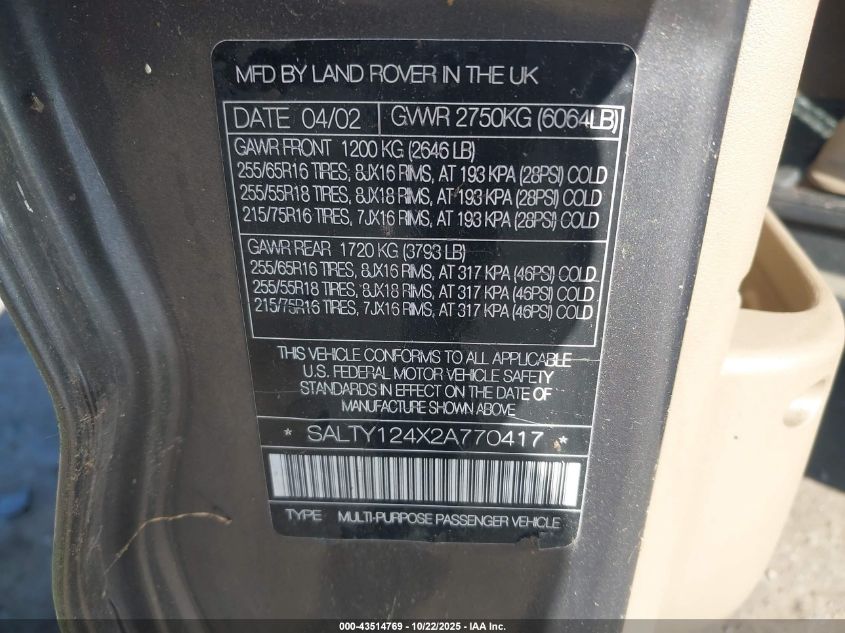 MFD BY LAND ROVER IN THE UK
DATE 04/02 GVWR 2750KG (6064LB)
GAWR FRONT 1200 KG (2646 LB)
255/65R16 TIRES, 8JX16 RIMS, AT 193 KPA (28PSI) COLD
255/55R18 TIRES, 8JX18 RIMS, AT 193 KPA (28PSI) COLD
215/75R16 TIRES, 7JX16 RIMS, AT 193 KPA (28PSI) COLD
GAWR REAR 1720 KG (3793 LB)
255/65R16 TIRES, 8JX16 RIMS, AT 317 KPA (46PSI) COLD
255/55R18 TIRES, 8JX18 RIMS, AT 317 KPA (46PSI) COLD
215/75R16 TIRES, 7JX16 RIMS, AT 317 KPA (46PSI) COLD
THIS VEHICLE CONFORMS TO ALL APPLICABLE
U.S. FEDERAL MOTOR VEHICLE SAFETY
STANDARDS IN EFFECT ON THE DATE OF
MANUFACTURE SHOWN ABOVE
* SALTY124X2A770417 *
TYPE MULTI-PURPOSE PASSENGER VEHICLE
000-43514769 - 10/22/2025 - IAA Inc.